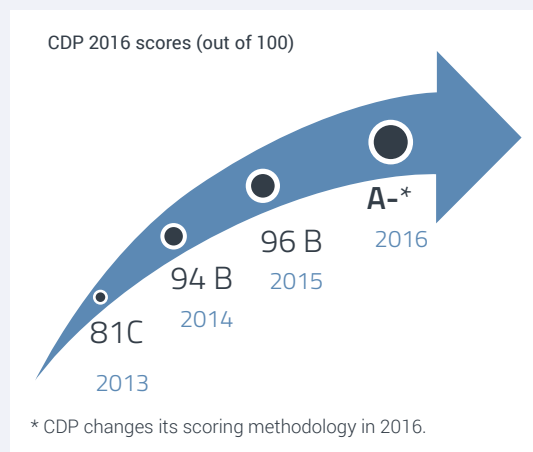 CDP 2016 scores (out of 100)
81C
2013
94 B
2014
96 B
2015
A-*
2016
* CDP changes its scoring methodology in 2016.